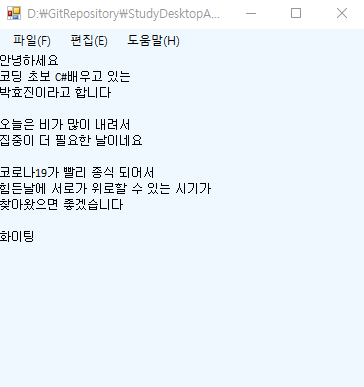 D:₩GitRepository₩StudyDesktopA...
파일(F) 편집(E) 도움말(H)
안녕하세요
코딩 초보 C#배우고 있는
박효진이라고 합니다
오늘은 비가 많이 내려서
집중이 더 필요한 날이네요
코로나19가 빨리 종식 되어서
힘든날에 서로가 위로할 수 있는 시기가
찾아왔으면 좋겠습니다
화이팅